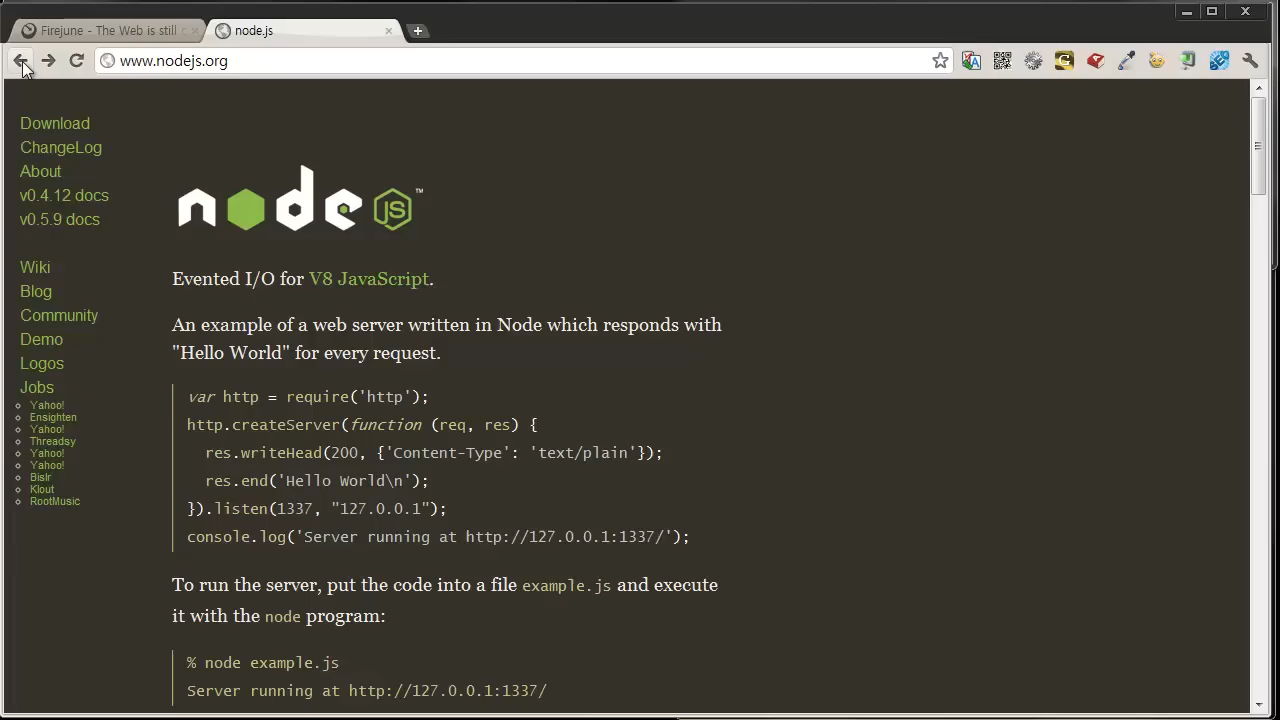 Firejune - The Web is still
node.js
www.nodejs.org
Download
ChangeLog
About
v0.4.12 docs
v0.5.9 docs
Wiki
Blog
Community
Demo
Logos
Jobs
Yahoo!
Ensighten
Yahoo!
Threadsy
Yahoo!
Yahoo!
Bislr
Klout
RootMusic
node JS ™
Evented I/O for V8 JavaScript.
An example of a web server written in Node which responds with
"Hello World" for every request.
var http = require('http');
http.createServer(function (req, res) {
  res.writeHead(200, {'Content-Type': 'text/plain'});
  res.end('Hello World\n');
}).listen(1337, "127.0.0.1");
console.log('Server running at http://127.0.0.1:1337/');
To run the server, put the code into a file example.js and execute
it with the node program:
% node example.js
Server running at http://127.0.0.1:1337/